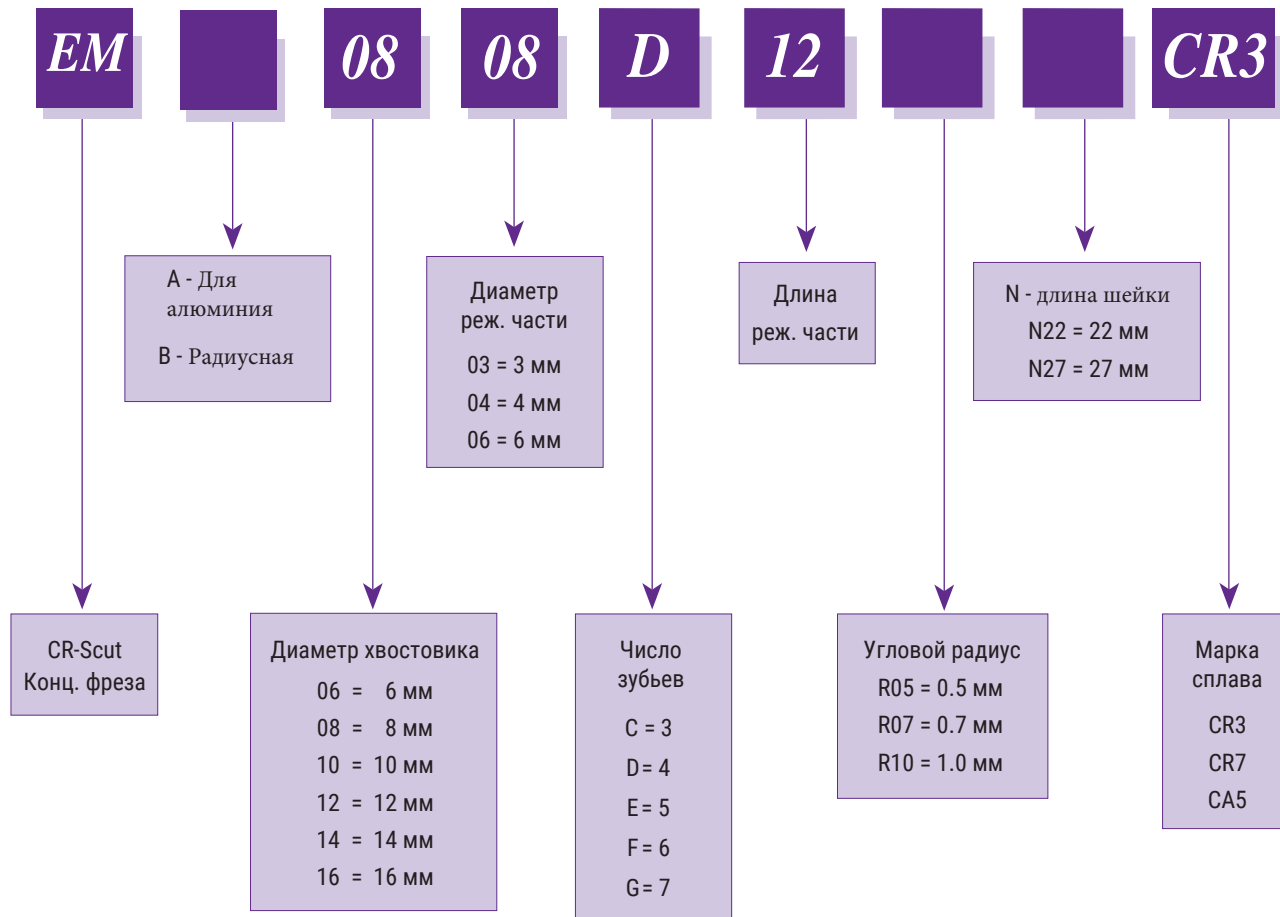 EM 08 08 D 12 CR3
A - Для
алюминия
B - Радиусная
Диаметр
реж. части
03 = 3 мм
04 = 4 мм
06 = 6 мм
Длина
реж. части
N - длина шейки
N22 = 22 мм
N27 = 27 мм
CR-Scut
Конц. фреза
Диаметр хвостовика
06 = 6 мм
08 = 8 мм
10 = 10 мм
12 = 12 мм
14 = 14 мм
16 = 16 мм
Число
зубьев
C = 3
D= 4
E= 5
F= 6
G= 7
Угловой радиус
R05 = 0.5 мм
R07 = 0.7 мм
R10 = 1.0 мм
Марка
сплава
CR3
CR7
CA5